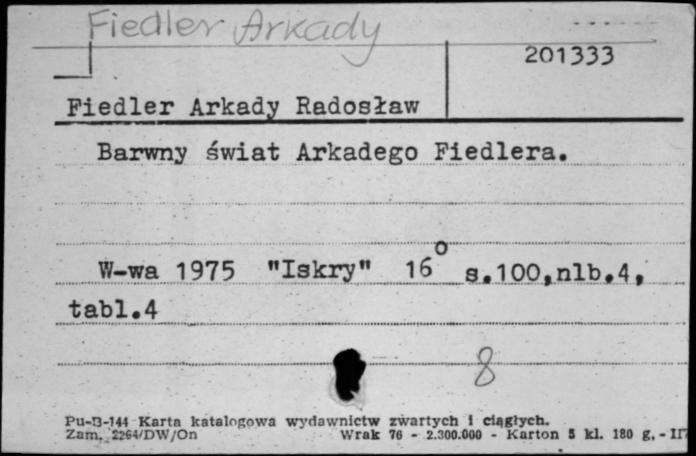 Fiedler Arkady
201333
Fiedler Arkady Radosław
Barwny świat Arkadego Fiedlera.
W-wa 1975 "Iskry" 16° s.100,nlb.4,
tabl.4
8
Pu-B-144 Karta katalogowa wydawnictw zwartych i ciągłych.
Zam. 2264/DW/On Wrak 76 - 2.300.000 - Karton 5 kl. 180 g. -